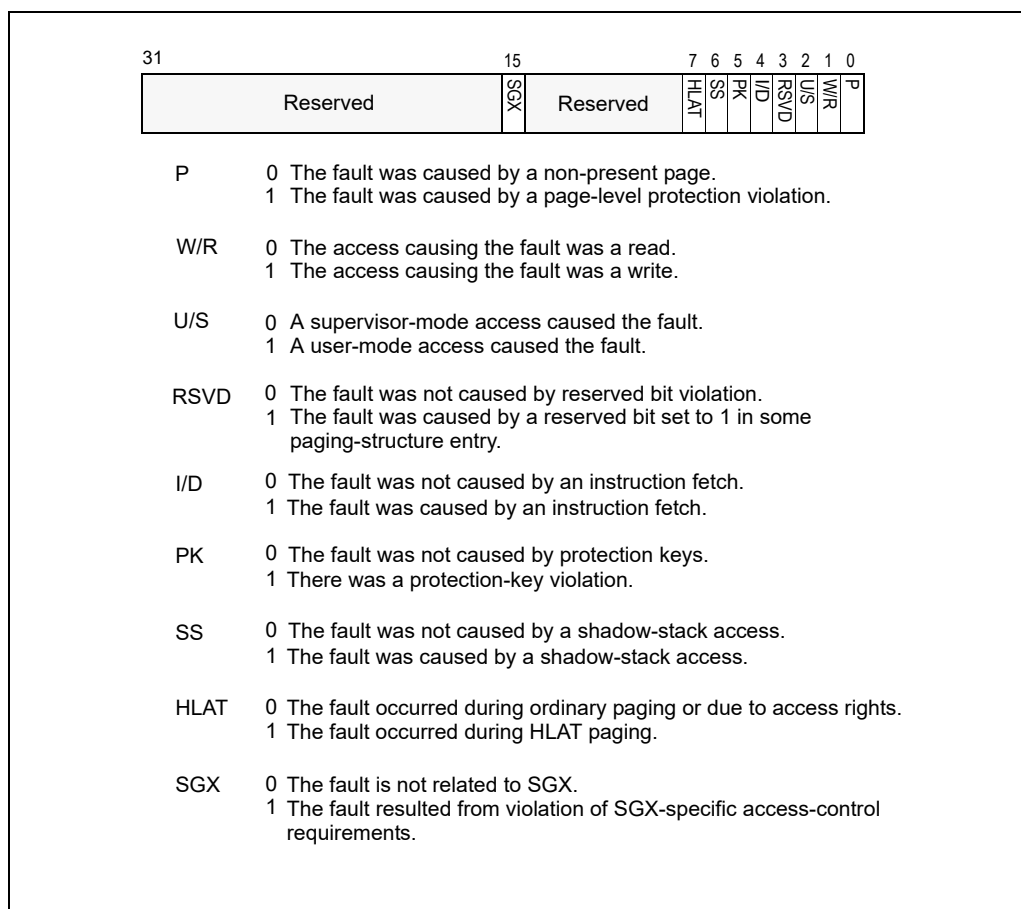 31 15 7 6 5 4 3 2 1 0
Reserved SGX Reserved HLAT SS PK I/D RSVD U/S W/R P
P 0 The fault was caused by a non-present page.
1 The fault was caused by a page-level protection violation.
W/R 0 The access causing the fault was a read.
1 The access causing the fault was a write.
U/S 0 A supervisor-mode access caused the fault.
1 A user-mode access caused the fault.
RSVD 0 The fault was not caused by reserved bit violation.
1 The fault was caused by a reserved bit set to 1 in some
paging-structure entry.
I/D 0 The fault was not caused by an instruction fetch.
1 The fault was caused by an instruction fetch.
PK 0 The fault was not caused by protection keys.
1 There was a protection-key violation.
SS 0 The fault was not caused by a shadow-stack access.
1 The fault was caused by a shadow-stack access.
HLAT 0 The fault occurred during ordinary paging or due to access rights.
1 The fault occurred during HLAT paging.
SGX 0 The fault is not related to SGX.
1 The fault resulted from violation of SGX-specific access-control
requirements.